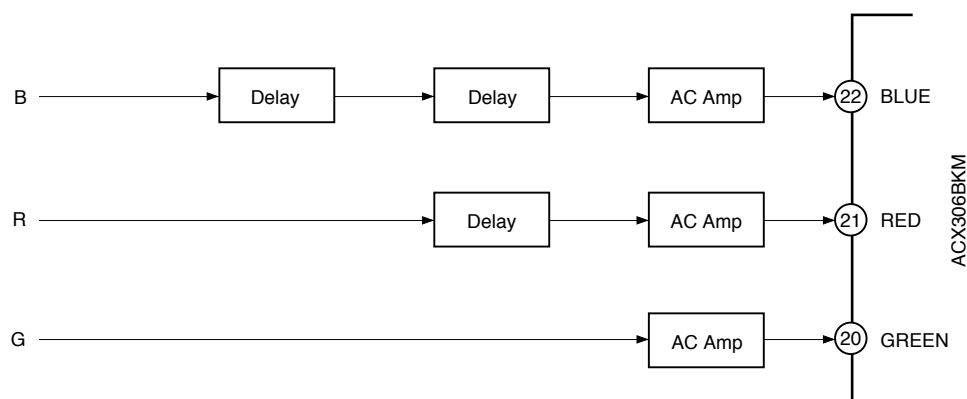 B Delay Delay AC Amp 22 BLUE
R Delay AC Amp 21 RED
G AC Amp 20 GREEN
ACX306BKM